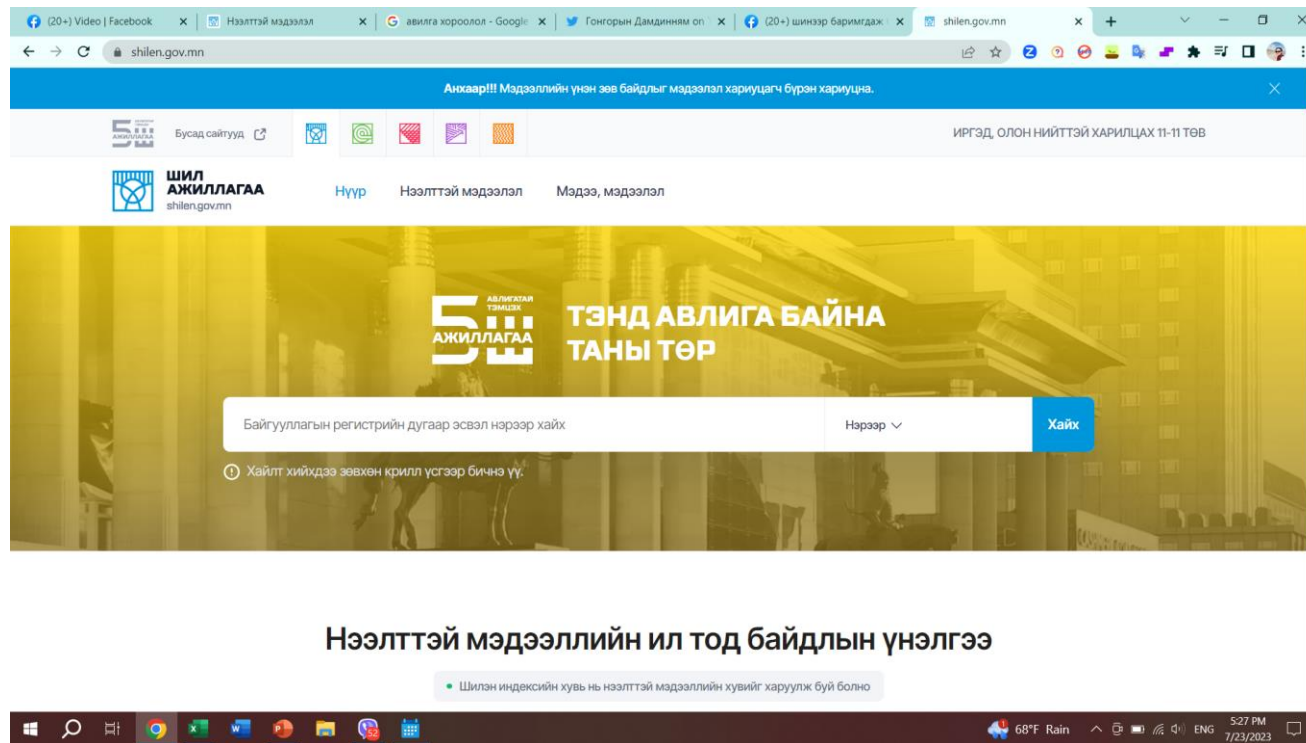 (20+) Video | Facebook
Нээлттэй мэдээлэл
авилга хороолол - Google
Гонгорын Дамдинням on
(20+) шинээр баримгдаж
shilen.gov.mn
shilen.gov.mn
Анхаар!!! Мэдээллийн үнэн зөв байдлыг мэдээлэл хариуцагч бүрэн хариуцна.
АЖИЛЛАГАА
Бусад сайтууд
ИРГЭД, ОЛОН НИЙТТЭЙ ХАРИЛЦАХ 11-11 ТӨВ
ШИЛ
АЖИЛЛАГАА
shilen.gov.mn
Нүүр
Нээлттэй мэдээлэл
Мэдээ, мэдээлэл
5Ш
АВЛИГАТАЙ
ТЭМЦЭХ
АЖИЛЛАГАА
ТЭНД АВЛИГА БАЙНА
ТАНЫ ТӨР
Байгууллагын регистрийн дугаар эсвэл нэрээр хайх
Нэрээр
Хайх
Хайлт хийхдээ зөвхөн крилл үсгээр бичнэ үү.
Нээлттэй мэдээллийн ил тод байдлын үнэлгээ
Шилэн индексийн хувь нь нээлттэй мэдээллийн хувийг харуулж буй болно
68°F Rain
ENG
5:27 PM
7/23/2023